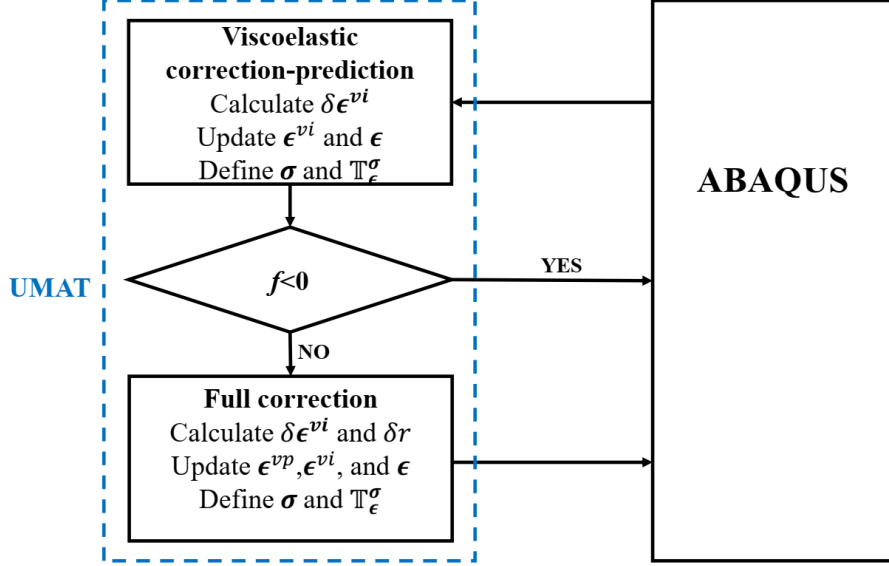 Viscoelastic
correction-prediction
Calculate δϵ^{vi}
Update ϵ^{vi} and ϵ
Define σ and 𝕋^σ_ϵ
ABAQUS
UMAT
f<0
YES
NO
Full correction
Calculate δϵ^{vi} and δr
Update ϵ^{vp},ϵ^{vi}, and ϵ
Define σ and 𝕋^σ_ϵ